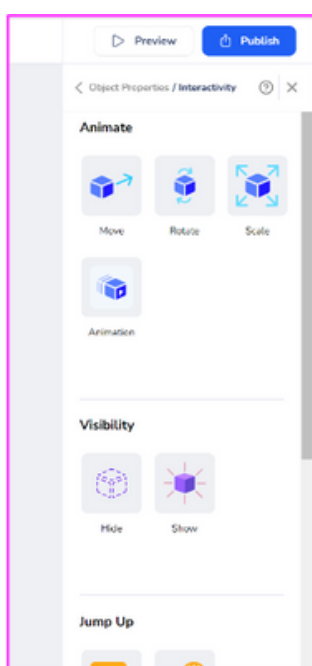 Preview Publish
Object Properties / Interactivity
Animate
Move Rotate Scale
Animation
Visibility
Hide Show
Jump Up